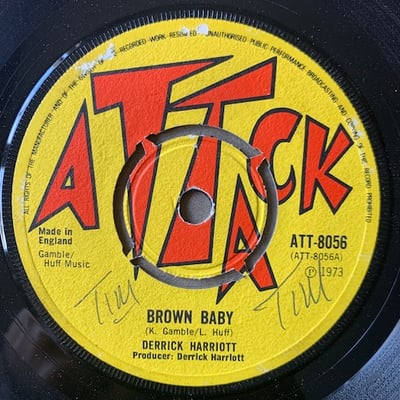 ALL RIGHTS OF THE MANUFACTURER AND OF THE OWNER OF THE RECORDED WORK RESERVED UNAUTHORISED PUBLIC PERFORMANCE BROADCASTING AND COPYING OF THIS RECORD PROHIBITED
ATTACK
Made in
England
Gamble/
Huff Music
ATT-8056
(ATT-8056A)
Ⓟ 1973
Tim
BROWN BABY
(K. Gamble/L. Huff)
DERRICK HARRIOTT
Producer: Derrick Harriott